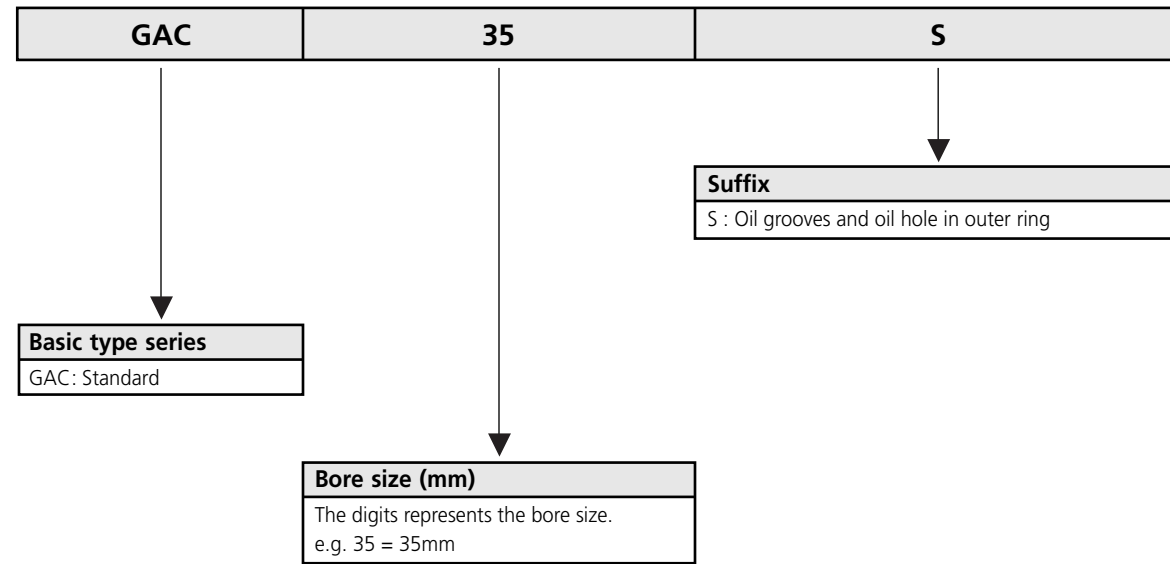 GAC 35 S
Suffix
S : Oil grooves and oil hole in outer ring
Basic type series
GAC: Standard
Bore size (mm)
The digits represents the bore size.
e.g. 35 = 35mm